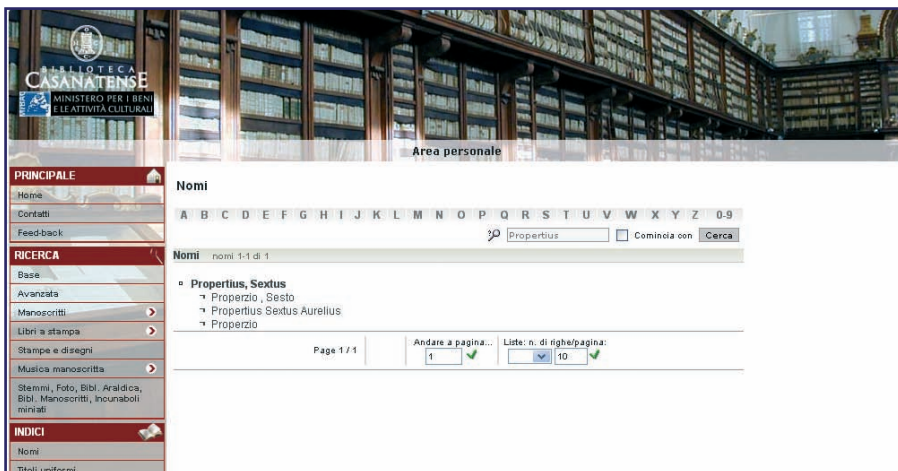 BIBLIOTECA
CASANATENSE
MINISTERO PER I BENI
E LE ATTIVITÀ CULTURALI
Area personale
PRINCIPALE
Home
Contatti
Feed-back
RICERCA
Base
Avanzata
Manoscritti
Libri a stampa
Stampe e disegni
Musica manoscritta
Stemmi, Foto, Bibl. Araldica,
Bibl. Manoscritti, Incunaboli
miniati
INDICI
Nomi
Titoli uniformi
Nomi
A B C D E F G H I J K L M N O P Q R S T U V W X Y Z 0-9
Propertius Comincia con Cerca
Nomi nomi 1-1 di 1
Propertius, Sextus
Properzio , Sesto
Propertius Sextus Aurelius
Properzio
Page 1 / 1
Andare a pagina...
1
Liste: n. di righe/pagina:
10